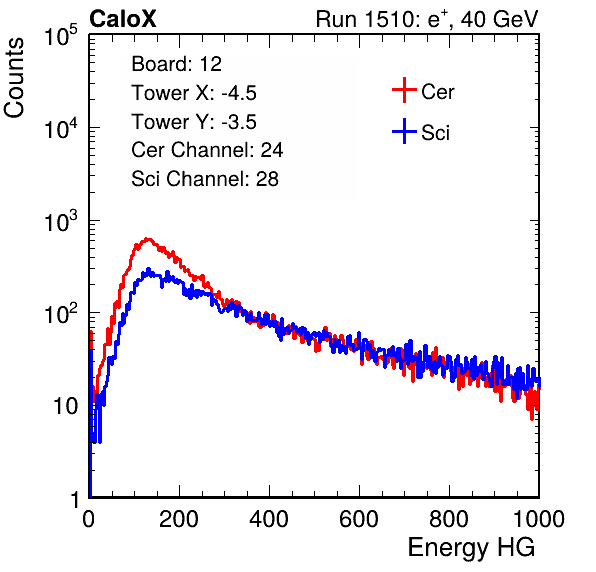 CaloX Run 1510: e⁺, 40 GeV
Board: 12
Tower X: -4.5
Tower Y: -3.5
Cer Channel: 24
Sci Channel: 28
Cer
Sci
Counts
10⁵
10⁴
10³
10²
10
1
0 200 400 600 800 1000
Energy HG